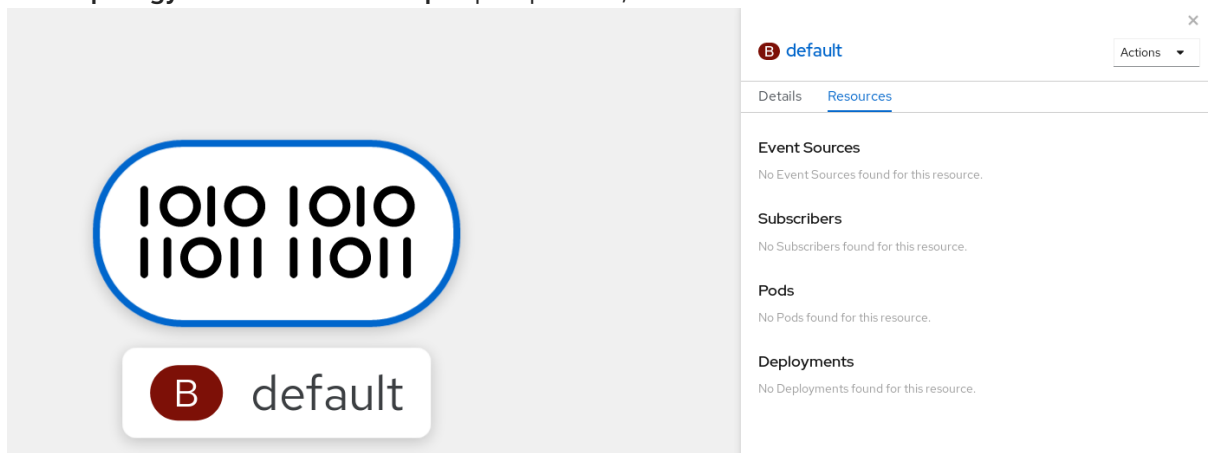 B default
Actions
Details Resources
Event Sources
No Event Sources found for this resource.
Subscribers
No Subscribers found for this resource.
Pods
No Pods found for this resource.
Deployments
No Deployments found for this resource.
1010 1010
11011 11011
B default